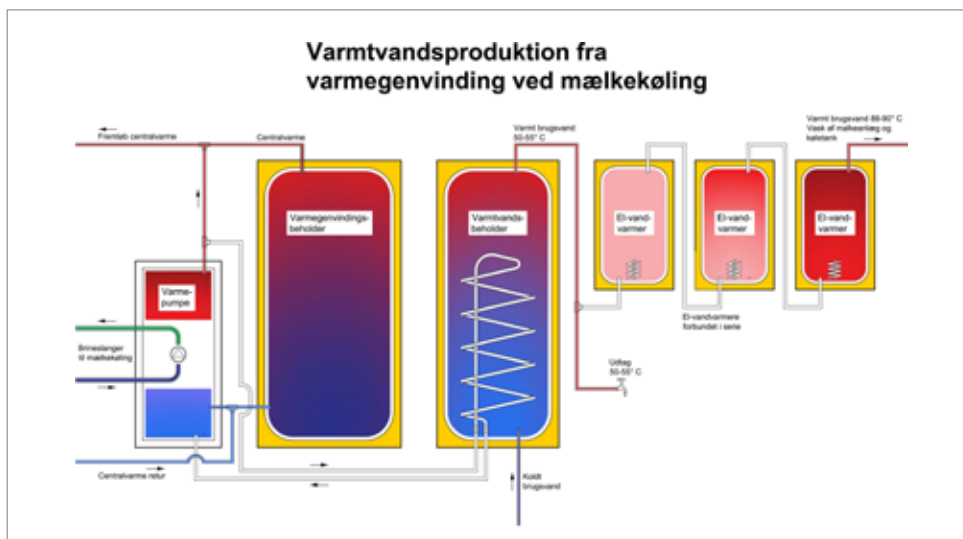 Varmtvandsproduktion fra
varmegenvinding ved mælkekøling
Fremløb centralvarme
Centralvarme
Varmt brugsvand
50-55° C
Varmt brugsvand 88-90° C
Vask af malkeanlæg og
køletank
Varmegenvindings-
beholder
Varmtvands-
beholder
El-vand-
varmer
El-vand-
varmer
El-vand-
varmer
Varme-
pumpe
El-vandvarmere
forbundet i serie
Brineslanger
til mælkekøling
Udtag
50-55° C
Centralvarme retur
Koldt
brugsvand